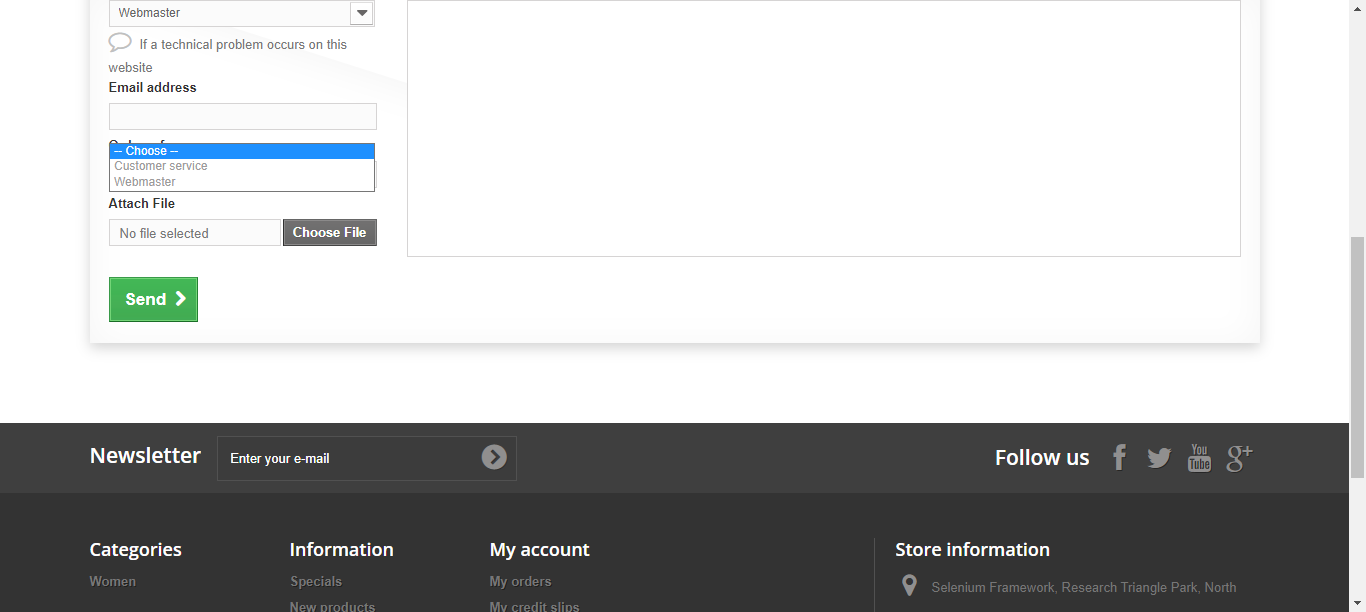 Webmaster
If a technical problem occurs on this
website
Email address
-- Choose --
Customer service
Webmaster
Attach File
No file selected
Choose File
Send
Newsletter
Enter your e-mail
Follow us
You
Tube
g+
Categories
Information
My account
Store information
Women
Specials
My orders
Selenium Framework, Research Triangle Park, North
New products
My credit slips